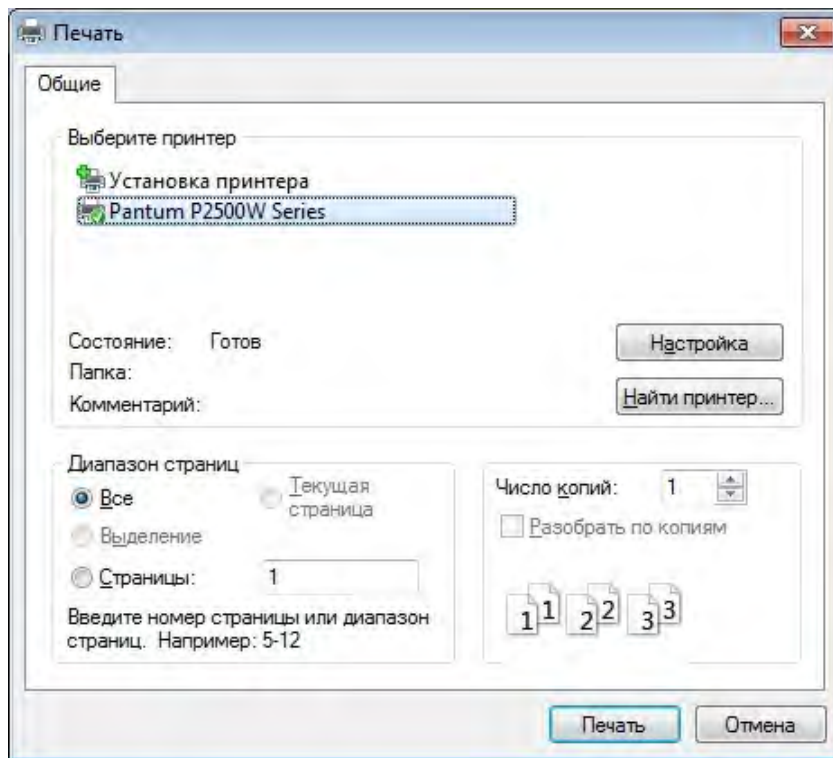 Печать
Общие
Выберите принтер
Установка принтера
Pantum P2500W Series
Состояние: Готов
Настройка
Папка:
Найти принтер...
Комментарий:
Диапазон страниц
Все
Текущая
страница
Выделение
Страницы: 1
Введите номер страницы или диапазон
страниц. Например: 5-12
Число копий: 1
Разобрать по копиям
1 1 2 2 3 3
Печать Отмена